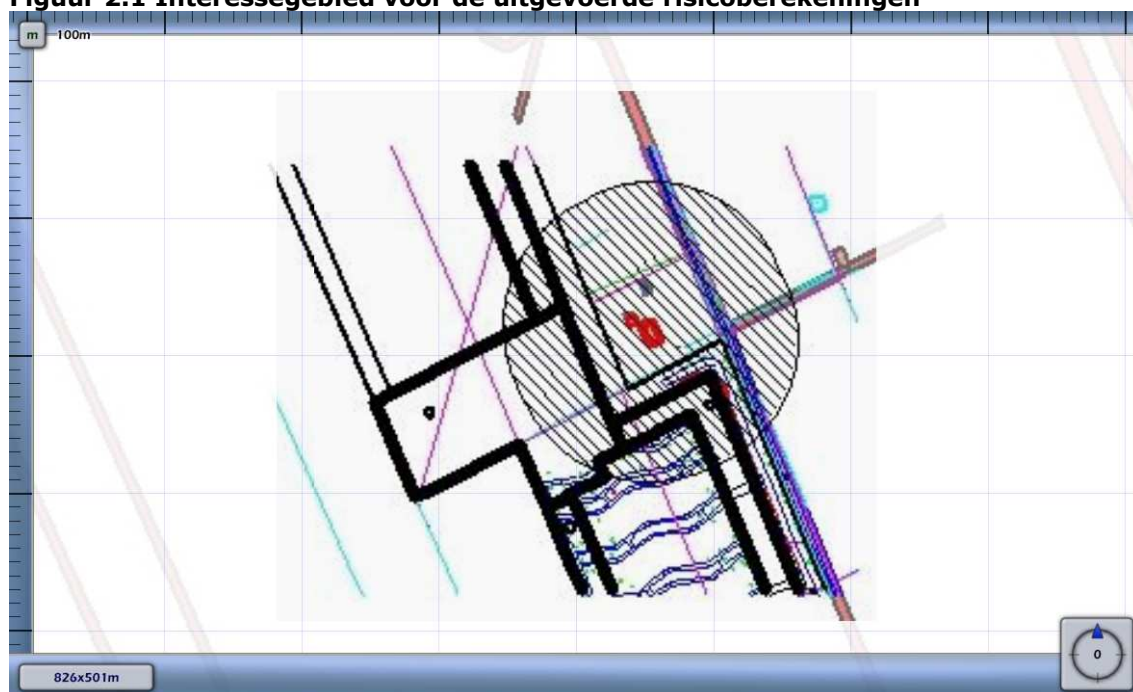 Figuur 2.1 Interessegebied voor de uitgevoerde risicoberekeningen
m 100m
0
826x501m